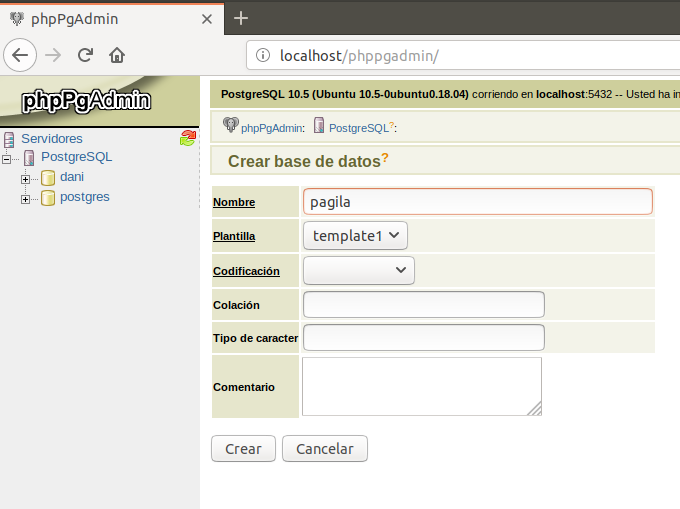 phpPgAdmin
localhost/phppgadmin/
phpPgAdmin
Servidores
PostgreSQL
dani
postgres
PostgreSQL 10.5 (Ubuntu 10.5-0ubuntu0.18.04) corriendo en localhost:5432 -- Usted ha in
phpPgAdmin: PostgreSQL?:
Crear base de datos?
Nombre pagila
Plantilla template1
Codificación
Colación
Tipo de caracter
Comentario
Crear Cancelar